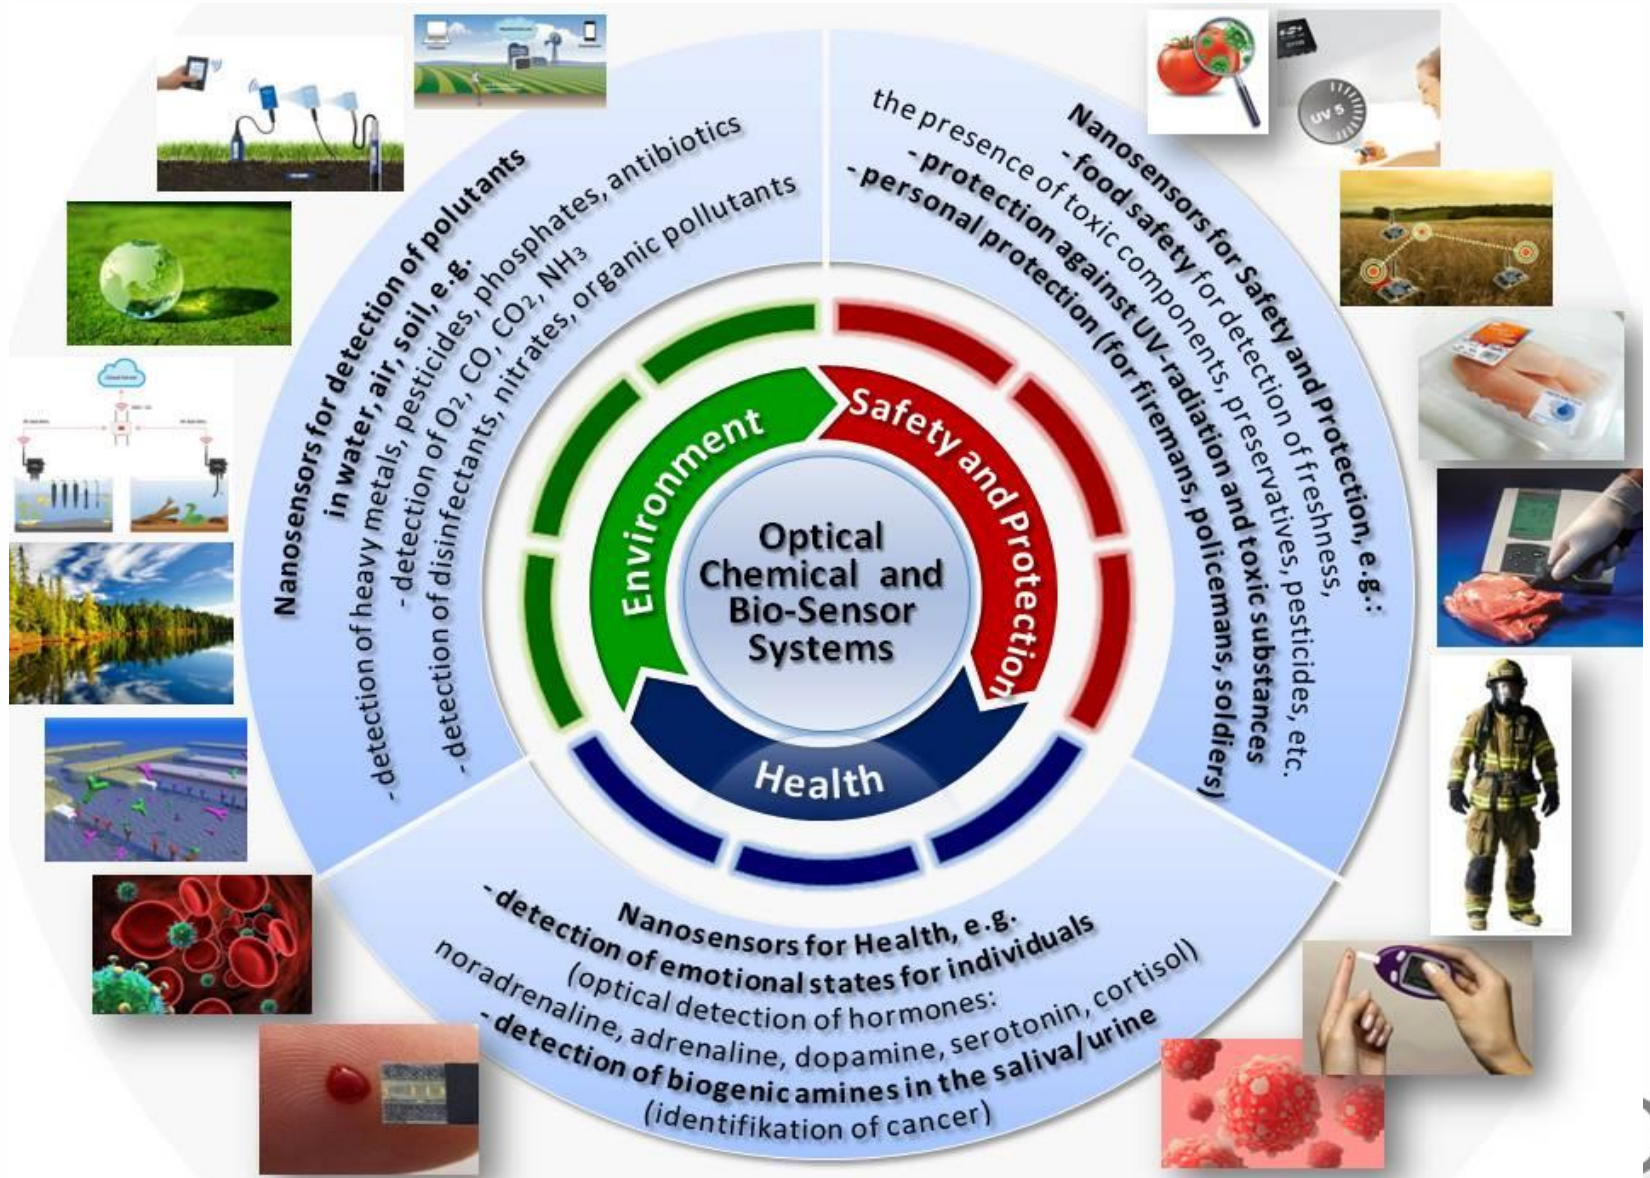 Optical
Chemical and
Bio-Sensor
Systems
Environment
Safety and Protection
Health
Nanosensors for detection of polutants
in water, air, soil, e.g.
- detection of heavy metals, pesticides, phosphates, antibiotics
- detection of O2, CO, CO2, NH3
- detection of disinfectants, nitrates, organic pollutants
Nanosensors for Safety and Protection, e.g.:
- food safety for detection of freshness,
the presence of toxic components, preservatives, pesticides, etc.
- protection against UV-radiation and toxic substances
- personal protection (for firemans, policemans, soldiers)
Nanosensors for Health, e.g.
- detection of emotional states for individuals
(optical detection of hormones:
noradrenaline, adrenaline, dopamine, serotonin, cortisol)
- detection of biogenic amines in the saliva/urine
(identifikation of cancer)
UV 5